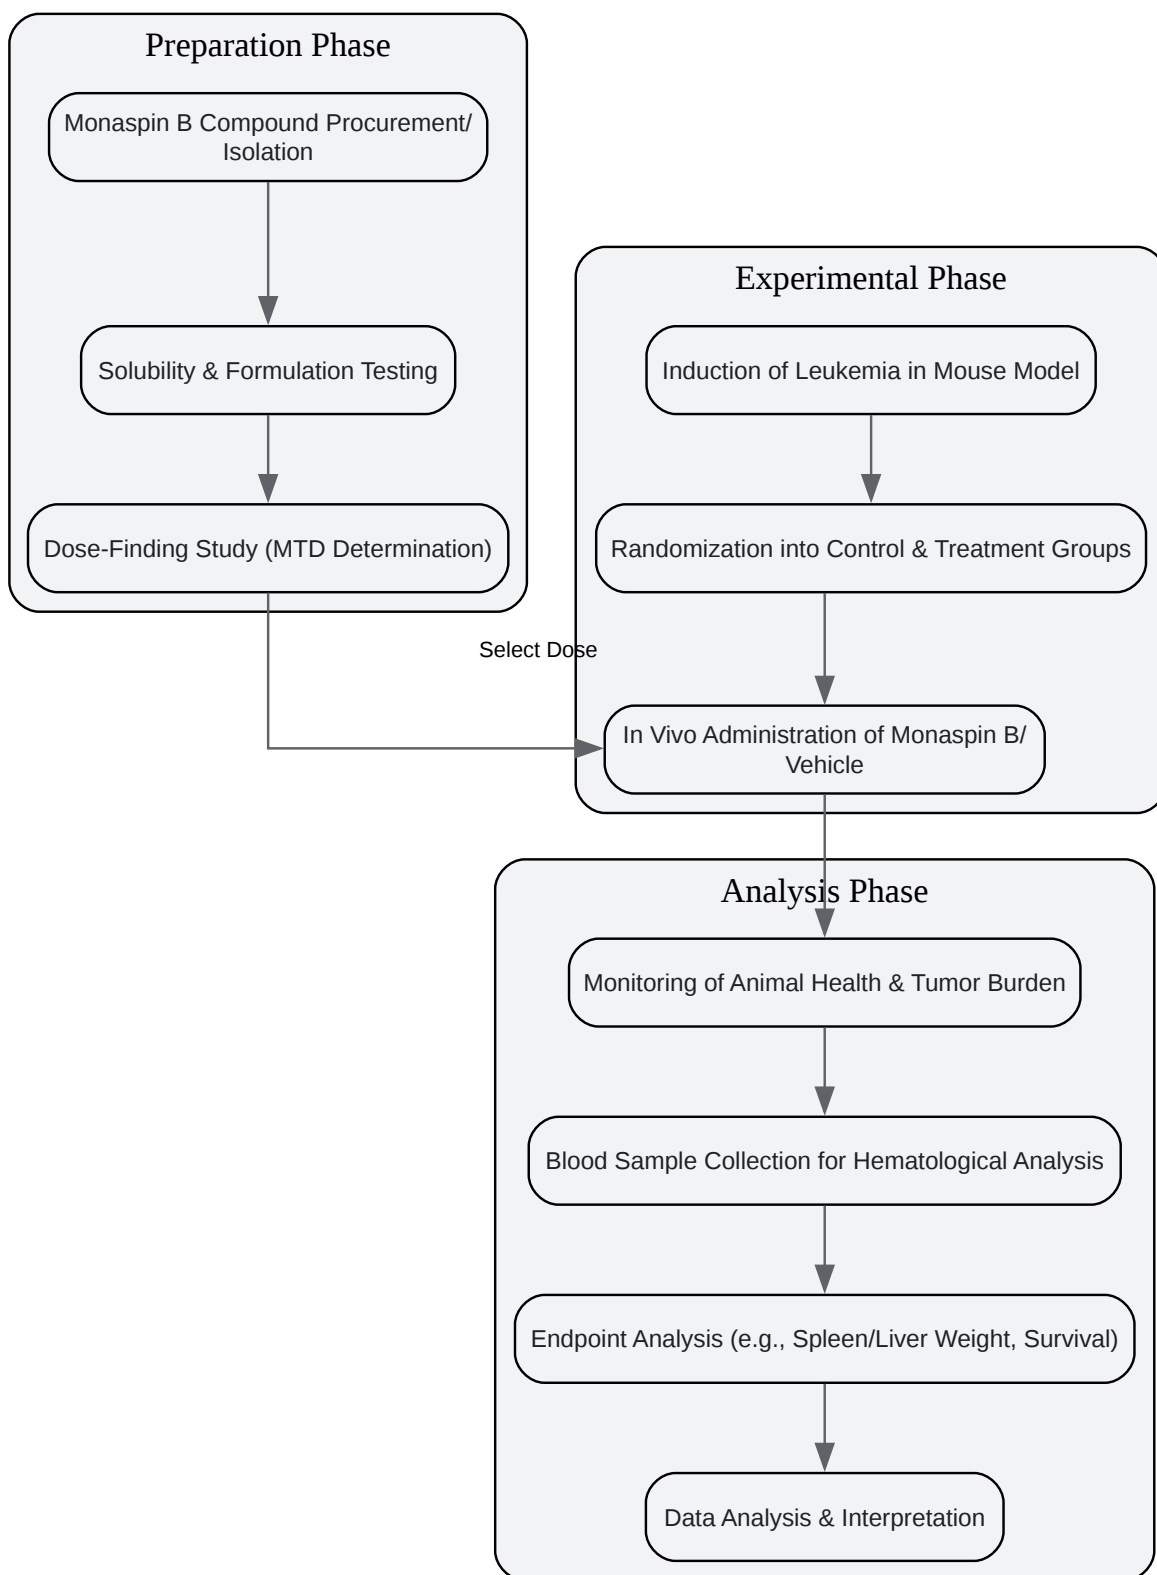 Preparation Phase
Monaspin B Compound Procurement/
Isolation
Solubility & Formulation Testing
Dose-Finding Study (MTD Determination)
Select Dose
Experimental Phase
Induction of Leukemia in Mouse Model
Randomization into Control & Treatment Groups
In Vivo Administration of Monaspin B/
Vehicle
Analysis Phase
Monitoring of Animal Health & Tumor Burden
Blood Sample Collection for Hematological Analysis
Endpoint Analysis (e.g., Spleen/Liver Weight, Survival)
Data Analysis & Interpretation